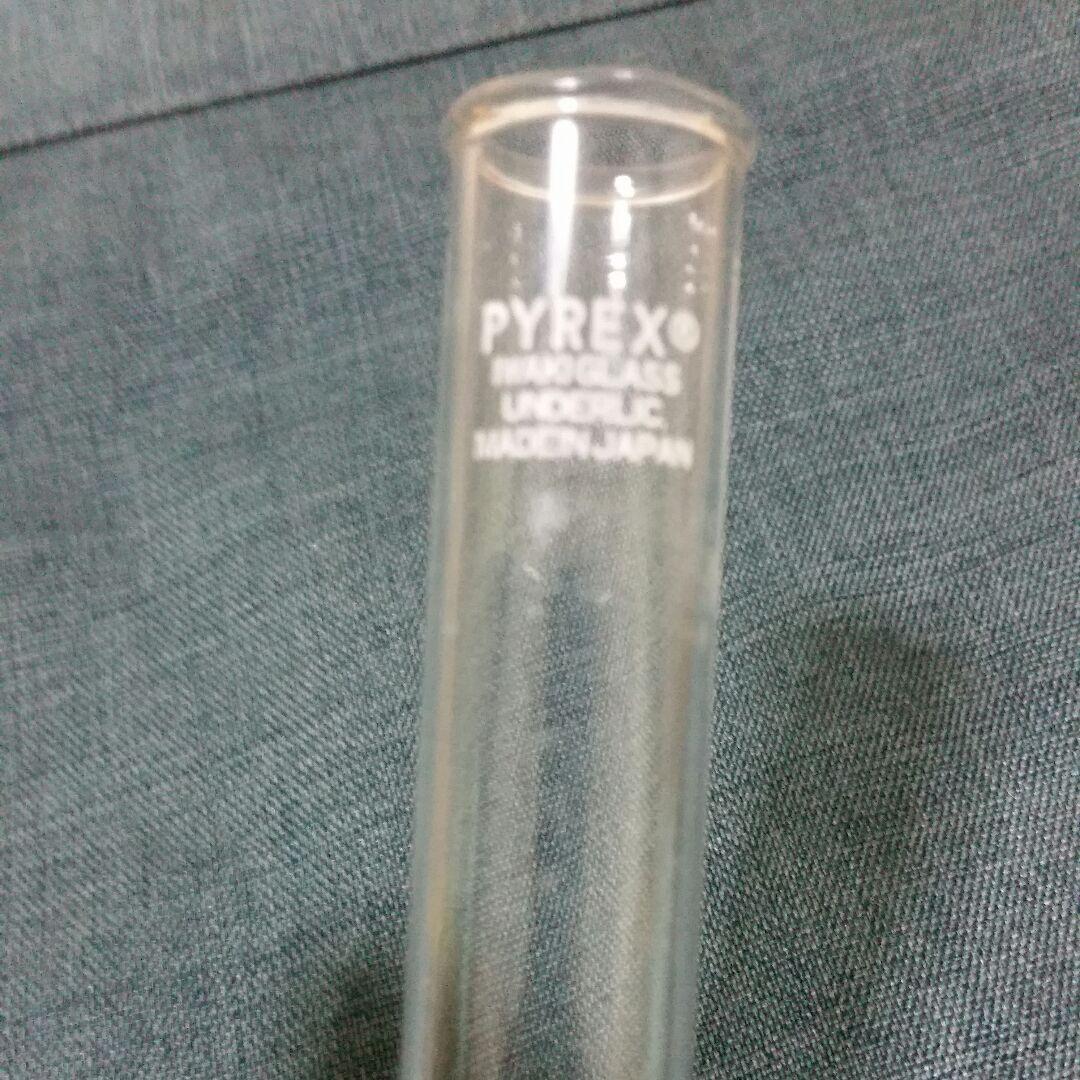 PYREX®
IWAKI GLASS
UNDER LIC.
MADE IN JAPAN